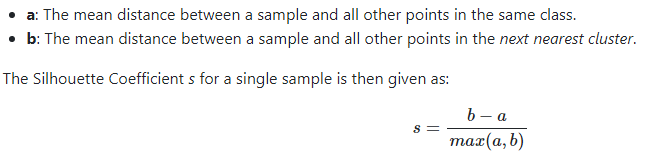 • a: The mean distance between a sample and all other points in the same class.
• b: The mean distance between a sample and all other points in the next nearest cluster.
The Silhouette Coefficient s for a single sample is then given as:
s = \frac{b - a}{max(a, b)}